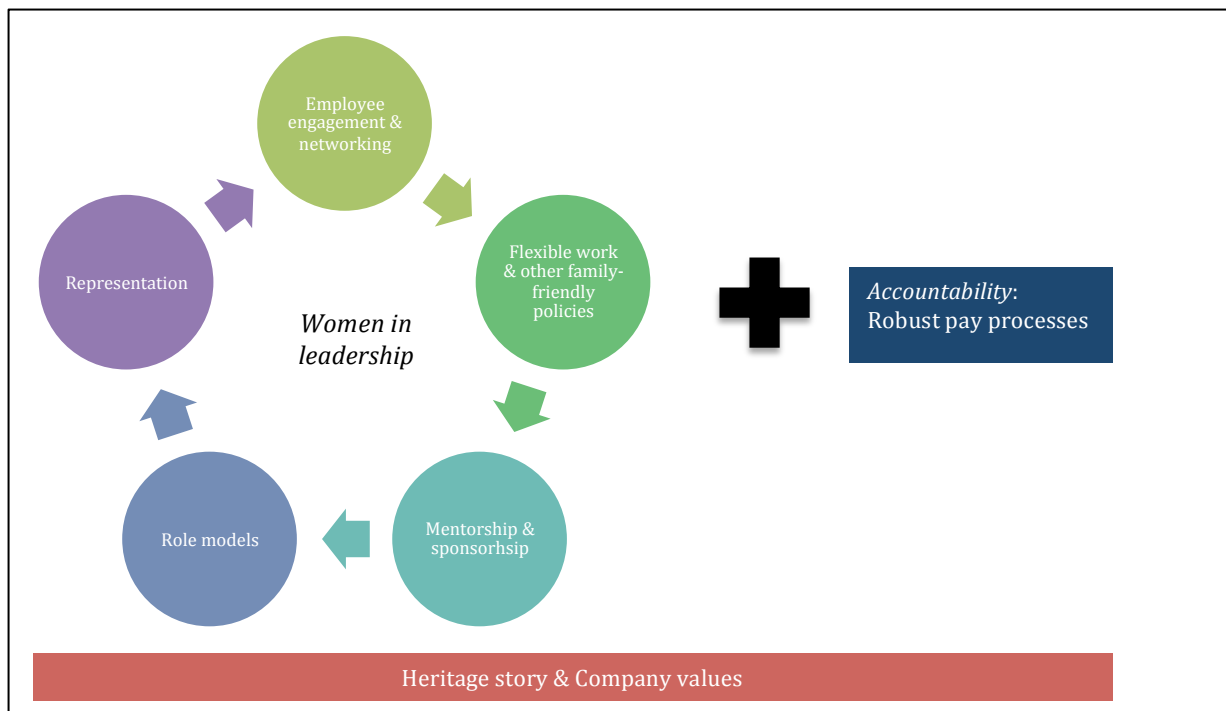 Employee
engagement &
networking
Flexible work
& other family-
friendly
policies
Mentorship &
sponsorhsip
Role models
Representation
Women in
leadership
Accountability:
Robust pay processes
Heritage story & Company values